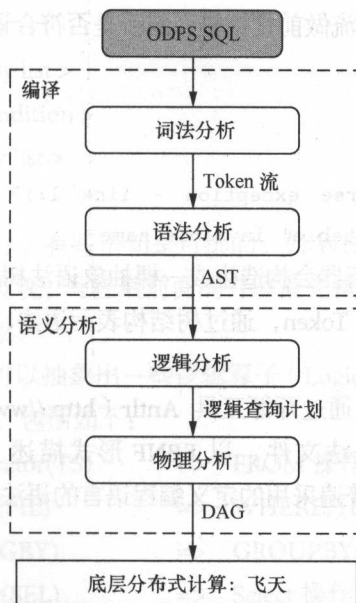 ODPS SQL
编译
词法分析
Token 流
语法分析
AST
语义分析
逻辑分析
逻辑查询计划
物理分析
DAG
底层分布式计算：飞天